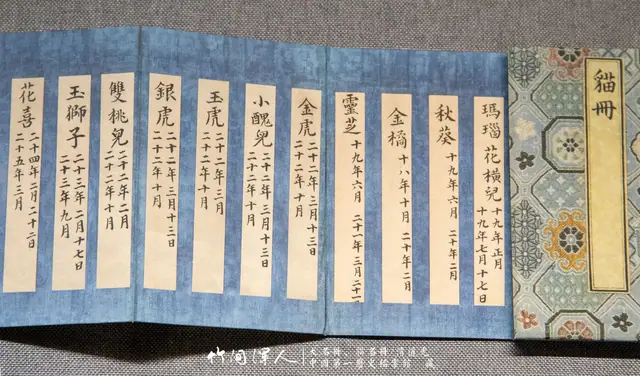 貓冊
瑪瑙 花橫兒 十九年正月
十九年七月十七日
秋葵 十九年六月 二十年二月
金橘 十八年十月 二十年二月
靈芝 十九年六月 二十一年三月二十一
金虎 二十二年三月十三日
二十二年十月
小醜兒 二十二年三月十三日
二十二年十月
玉虎 二十二年三月
二十二年十月
銀虎 二十二年三月十三日
二十二年十月
雙桃兒 二十二年二月
二十二年十月
玉獅子 二十三年二月十七日
二十三年九月
花喜 二十四年二月二十二日
二十五年三月